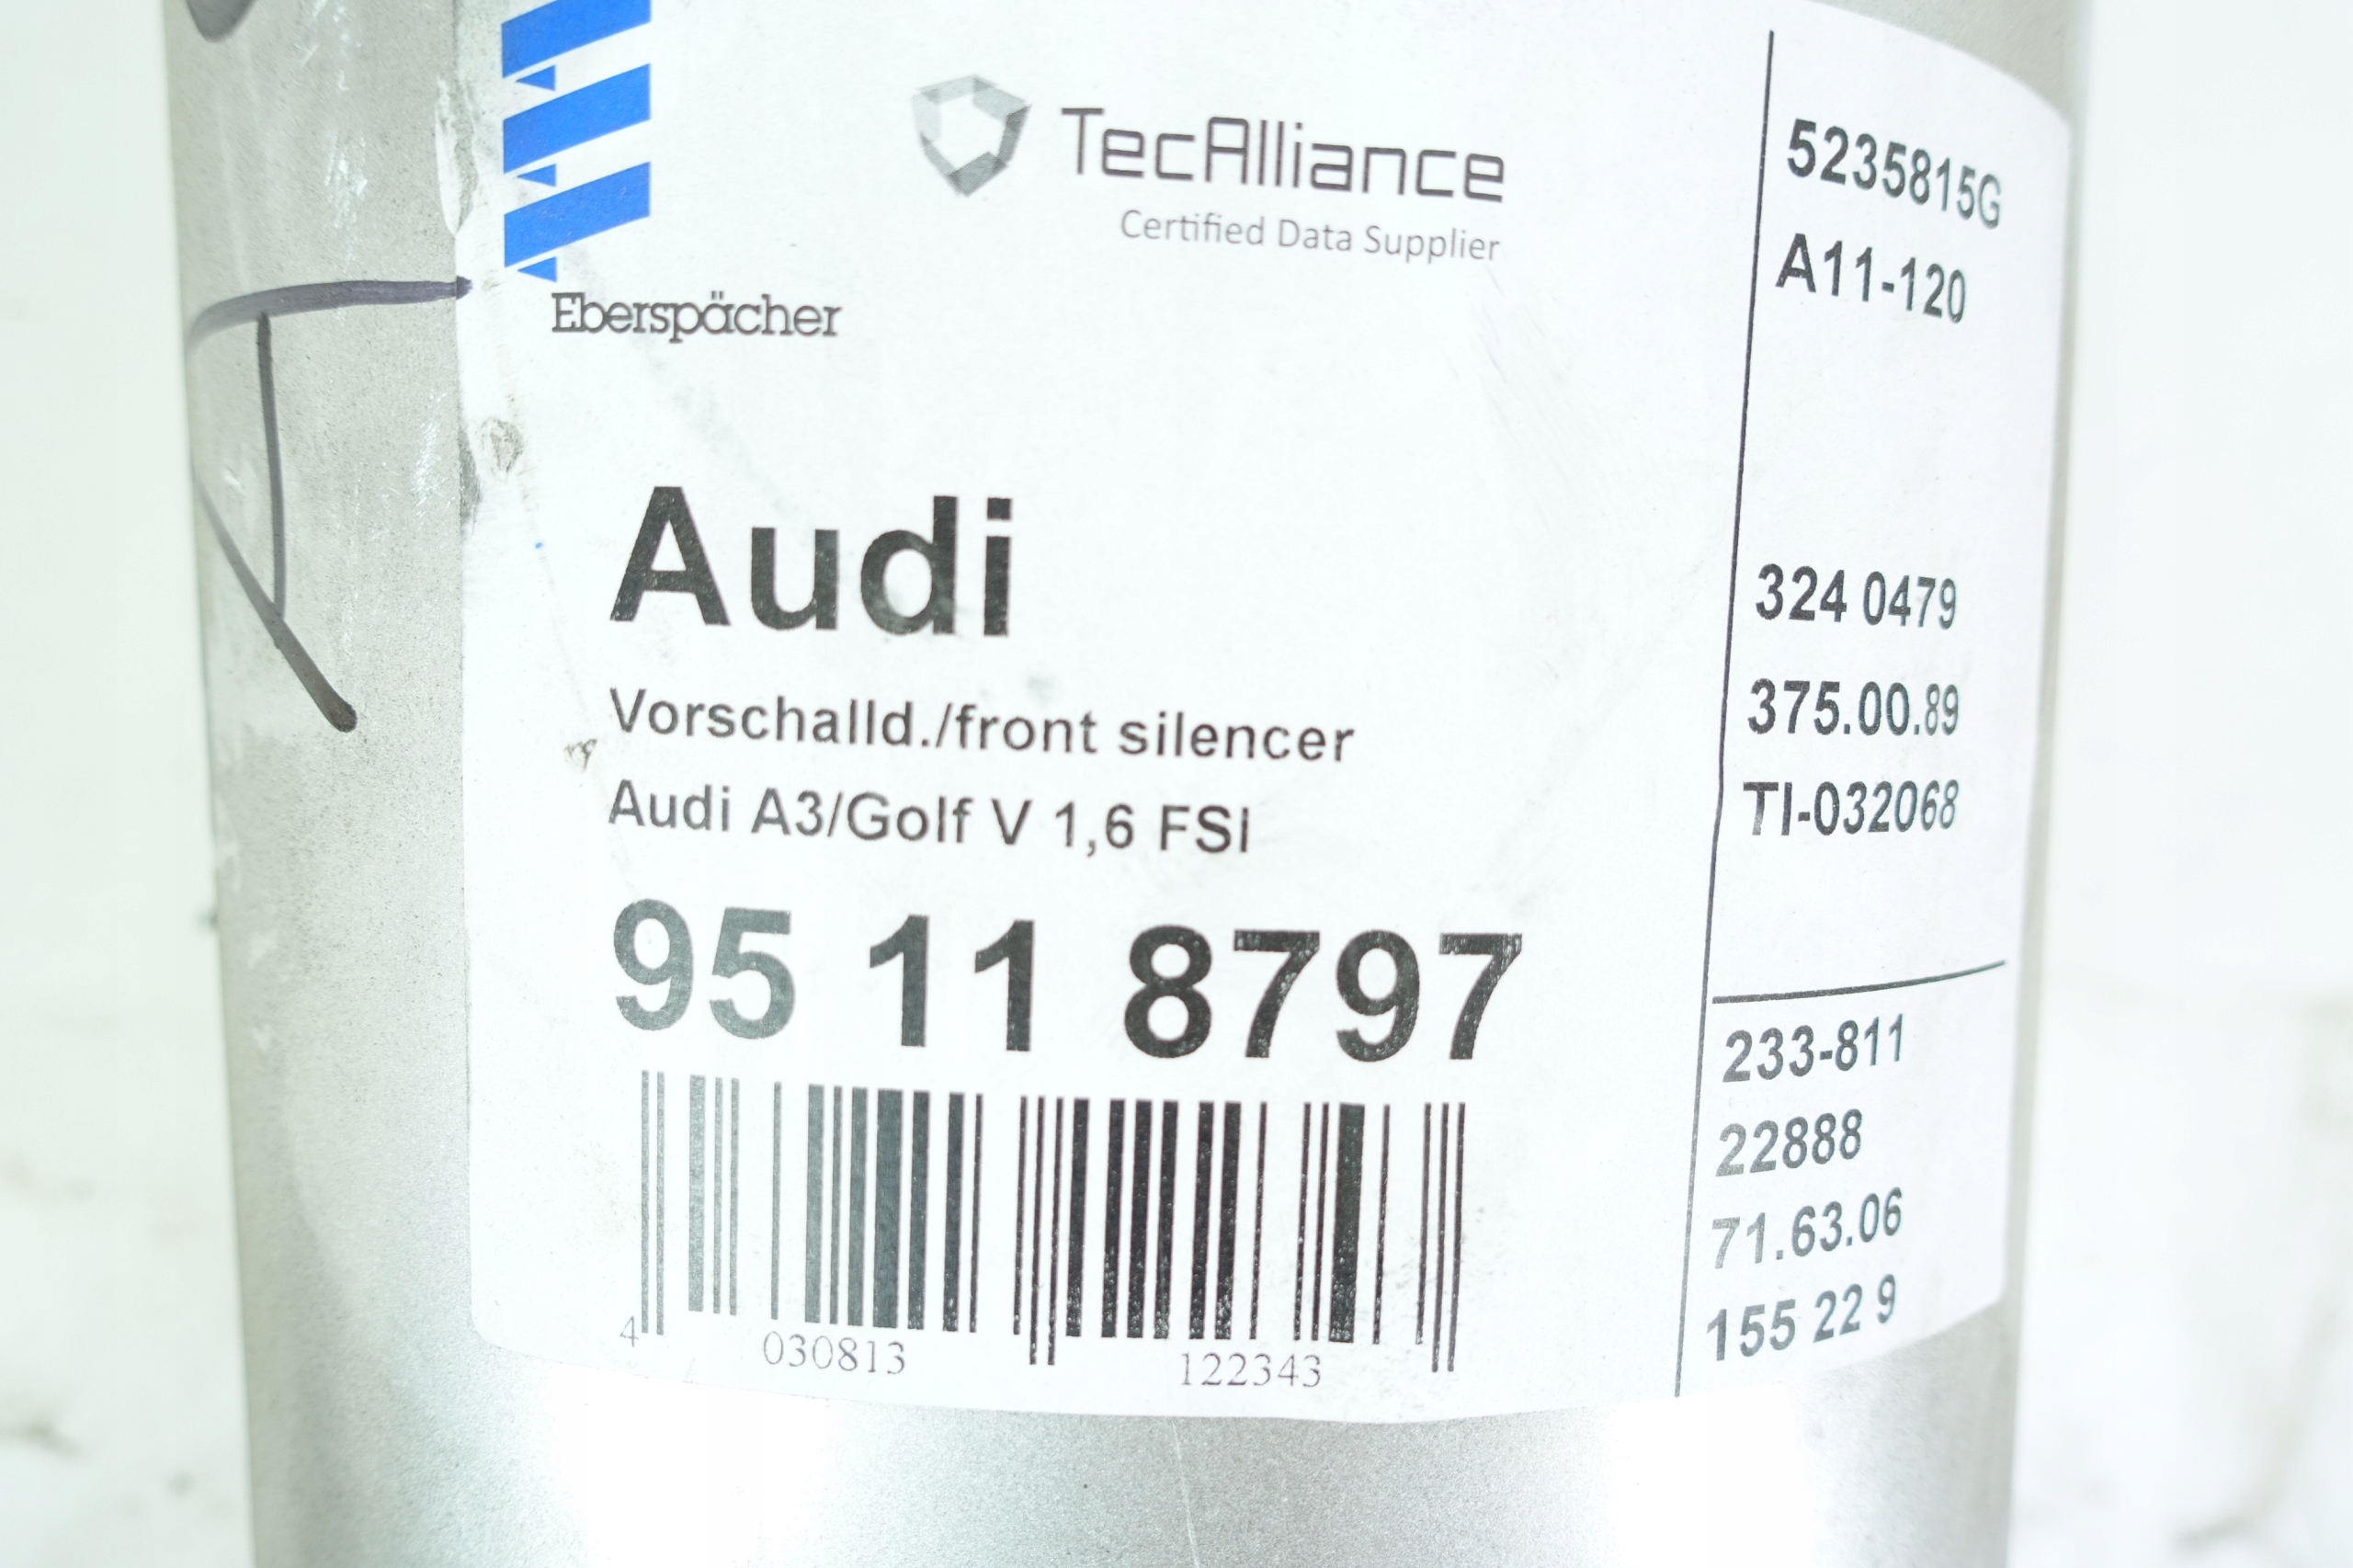 Eberspächer
TecAlliance
Certified Data Supplier
Audi
Vorschalld./front silencer
Audi A3/Golf V 1,6 FSI
95 11 8797
4 030813 122343
5235815G
A11-120
324 0479
375.00.89
TI-032068
233-811
22888
71.63.06
155 22 9